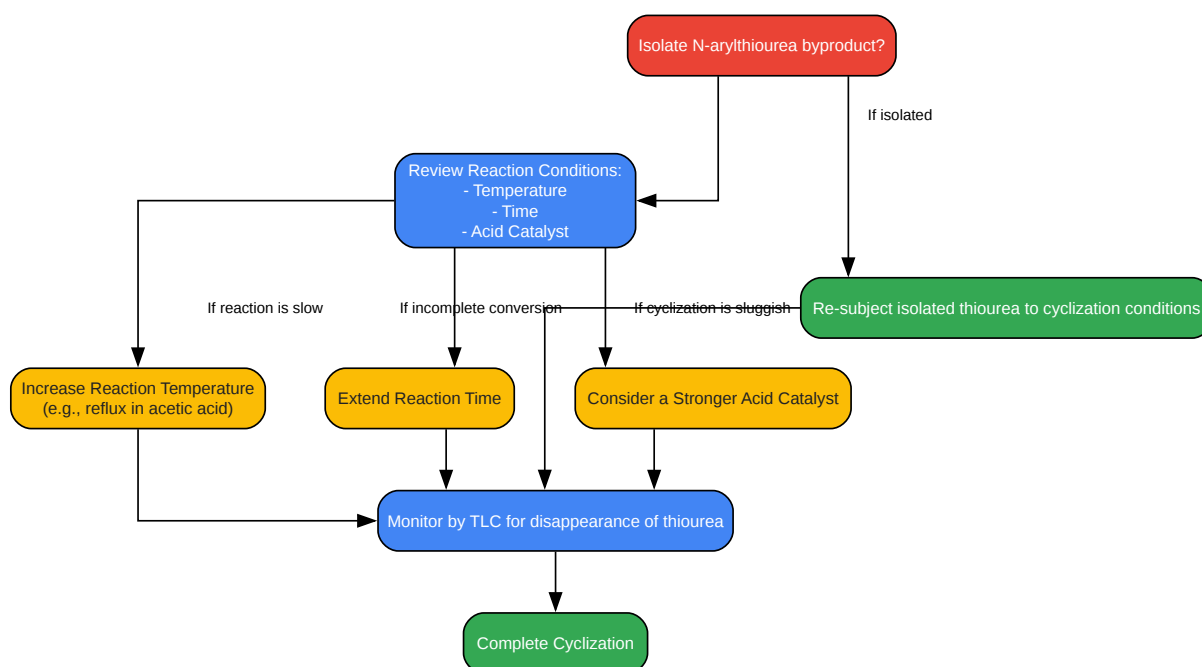 Isolate N-arylthiourea byproduct?
If isolated
Review Reaction Conditions:
- Temperature
- Time
- Acid Catalyst
If reaction is slow
If incomplete conversion
If cyclization is sluggish
Re-subject isolated thiourea to cyclization conditions
Increase Reaction Temperature
(e.g., reflux in acetic acid)
Extend Reaction Time
Consider a Stronger Acid Catalyst
Monitor by TLC for disappearance of thiourea
Complete Cyclization